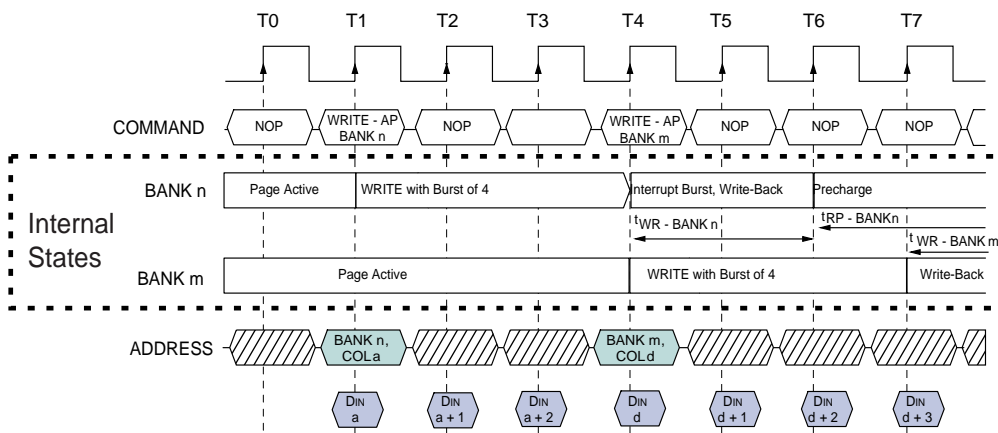 T0 T1 T2 T3 T4 T5 T6 T7
COMMAND
NOP
WRITE - AP
BANK n
NOP
WRITE - AP
BANK m
NOP
NOP
NOP
Internal
States
BANK n
Page Active
WRITE with Burst of 4
Interrupt Burst, Write-Back
Precharge
tWR - BANK n
tRP - BANK n
tWR - BANK m
BANK m
Page Active
WRITE with Burst of 4
Write-Back
ADDRESS
BANK n,
COL a
BANK m,
COL d
DIN
a
DIN
a + 1
DIN
a + 2
DIN
d
DIN
d + 1
DIN
d + 2
DIN
d + 3